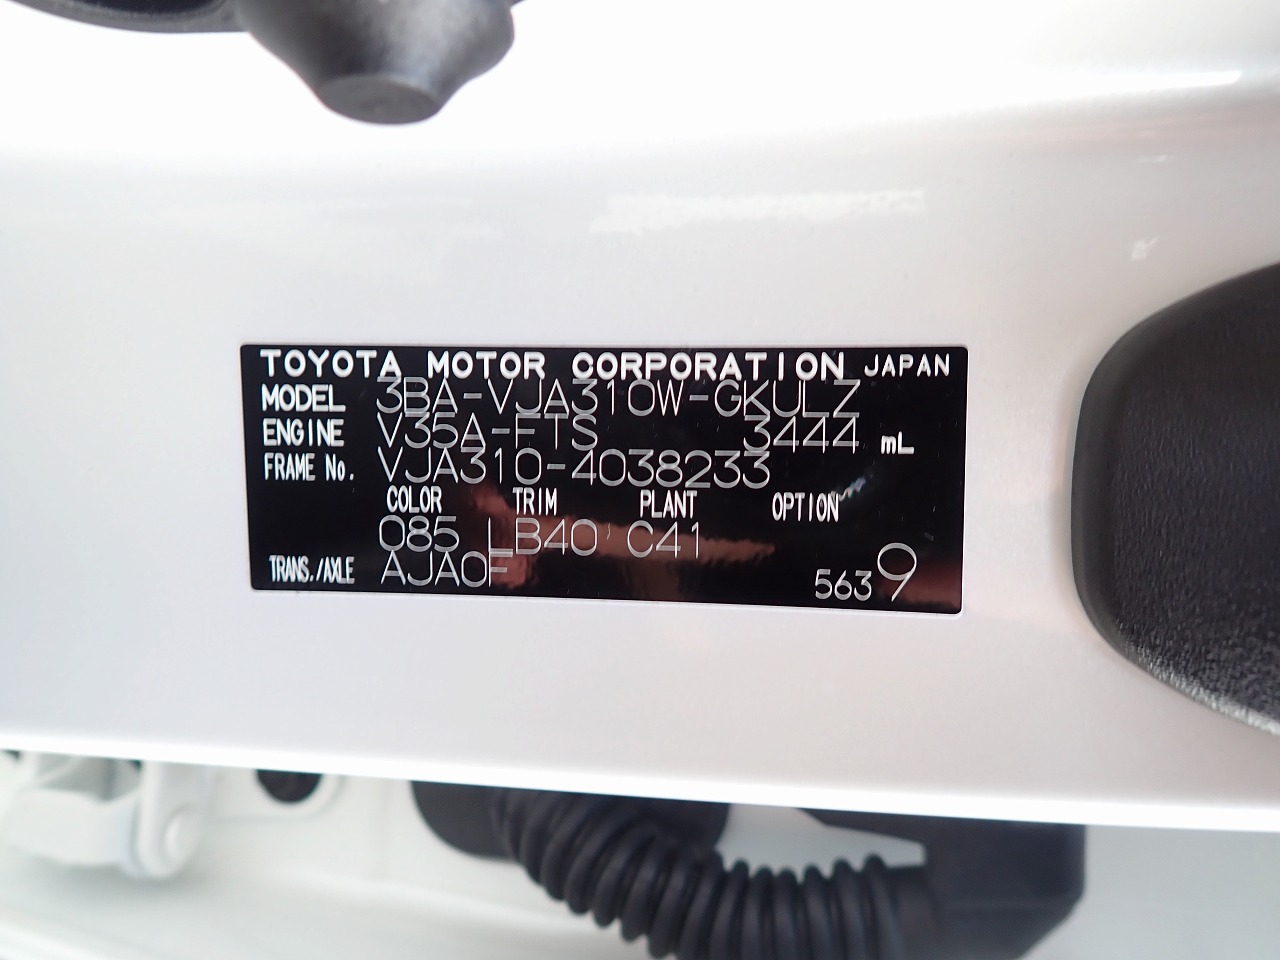 TOYOTA MOTOR CORPORATION JAPAN
MODEL 3BA-VJA310W-GKULZ
ENGINE V35A-FTS 3444 mL
FRAME No. VJA310-4038233
COLOR TRIM PLANT OPTION
085 LB40 C41
TRANS./AXLE AJA0F 5639